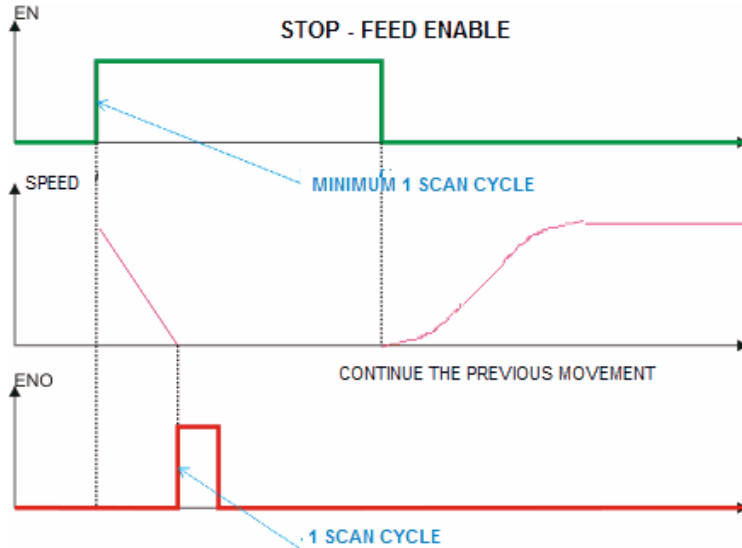 EN
STOP - FEED ENABLE
MINIMUM 1 SCAN CYCLE
SPEED
CONTINUE THE PREVIOUS MOVEMENT
ENO
1 SCAN CYCLE